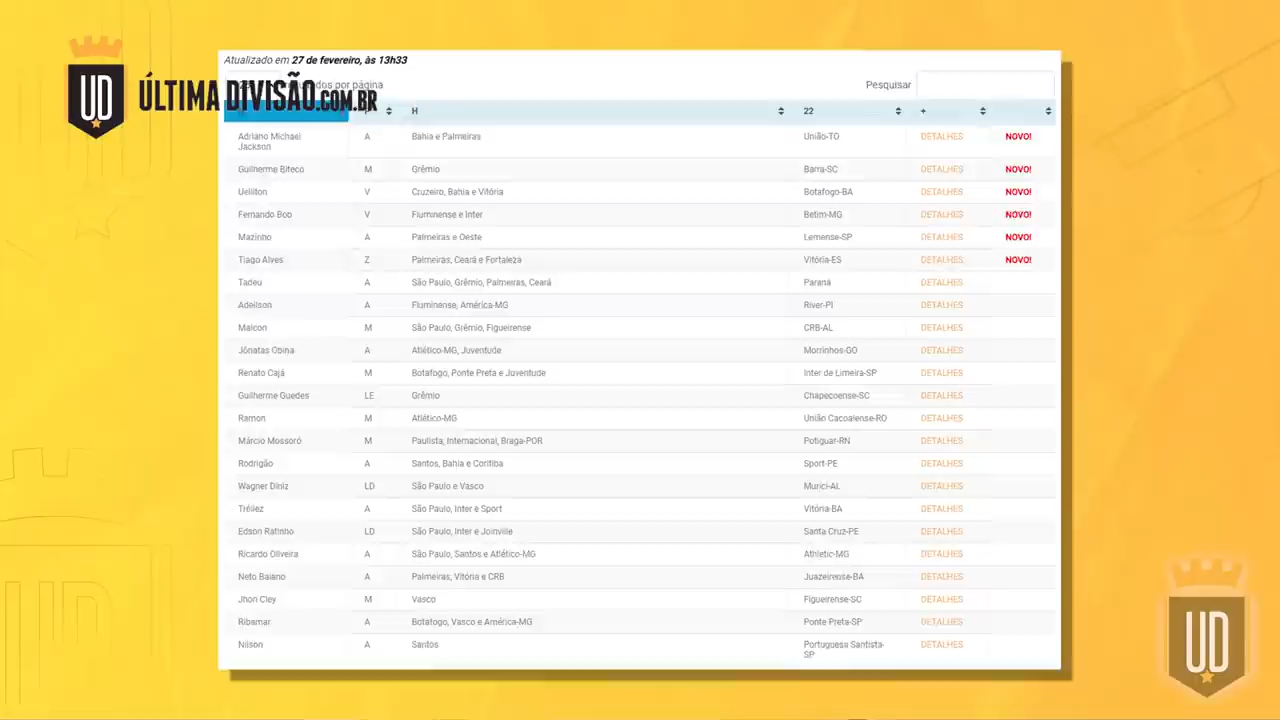 Atualizado em 27 de fevereiro, às 13h33
UD ÚLTIMA DIVISÃO.COM.BR
por página
Pesquisar
H 22 +
Adriano Michael Jackson A Bahia e Palmeiras União-TO DETALHES NOVO!
Guilherme Biteco M Grêmio Barra-SC DETALHES NOVO!
Uelliton V Cruzeiro, Bahia e Vitória Botafogo-BA DETALHES NOVO!
Fernando Bob V Fluminense e Inter Betim-MG DETALHES NOVO!
Mazinho A Palmeiras e Oeste Lemense-SP DETALHES NOVO!
Tiago Alves Z Palmeiras, Ceará e Fortaleza Vitória-ES DETALHES NOVO!
Tadeu A São Paulo, Grêmio, Palmeiras, Ceará Paraná DETALHES
Adeilson A Fluminense, América-MG River-PI DETALHES
Maicon M São Paulo, Grêmio, Figueirense CRB-AL DETALHES
Jônatas Obina A Atlético-MG, Juventude Morrinhos-GO DETALHES
Renato Cajá M Botafogo, Ponte Preta e Juventude Inter de Limeira-SP DETALHES
Guilherme Guedes LE Grêmio Chapecoense-SC DETALHES
Ramon M Atlético-MG União Cacoalense-RO DETALHES
Márcio Mossoró M Paulista, Internacional, Braga-POR Potiguar-RN DETALHES
Rodrigão A Santos, Bahia e Coritiba Sport-PE DETALHES
Wagner Diniz LD São Paulo e Vasco Murici-AL DETALHES
Tréllez A São Paulo, Inter e Sport Vitória-BA DETALHES
Edson Ratinho LD São Paulo, Inter e Joinville Santa Cruz-PE DETALHES
Ricardo Oliveira A São Paulo, Santos e Atlético-MG Athletic-MG DETALHES
Neto Baiano A Palmeiras, Vitória e CRB Juazeirense-BA DETALHES
Jhon Cley M Vasco Figueirense-SC DETALHES
Ribamar A Botafogo, Vasco e América-MG Ponte Preta-SP DETALHES
Nilson A Santos Portuguesa Santista-SP DETALHES
UD